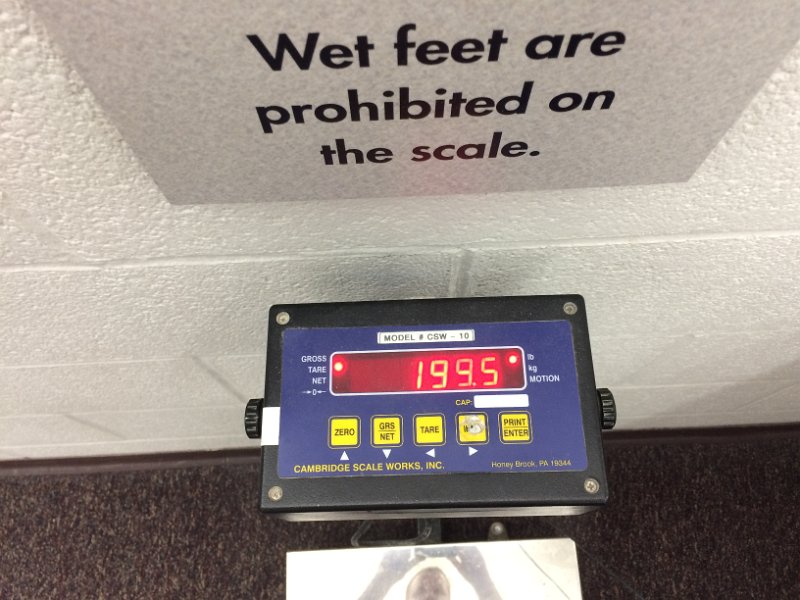 Wet feet are
prohibited on
the scale.
MODEL # CSW - 10
GROSS
TARE
NET
→0←
199.5
lb
kg
MOTION
CAP:
ZERO
GRS
NET
TARE
PRINT
ENTER
CAMBRIDGE SCALE WORKS, INC.
Honey Brook, PA 19344